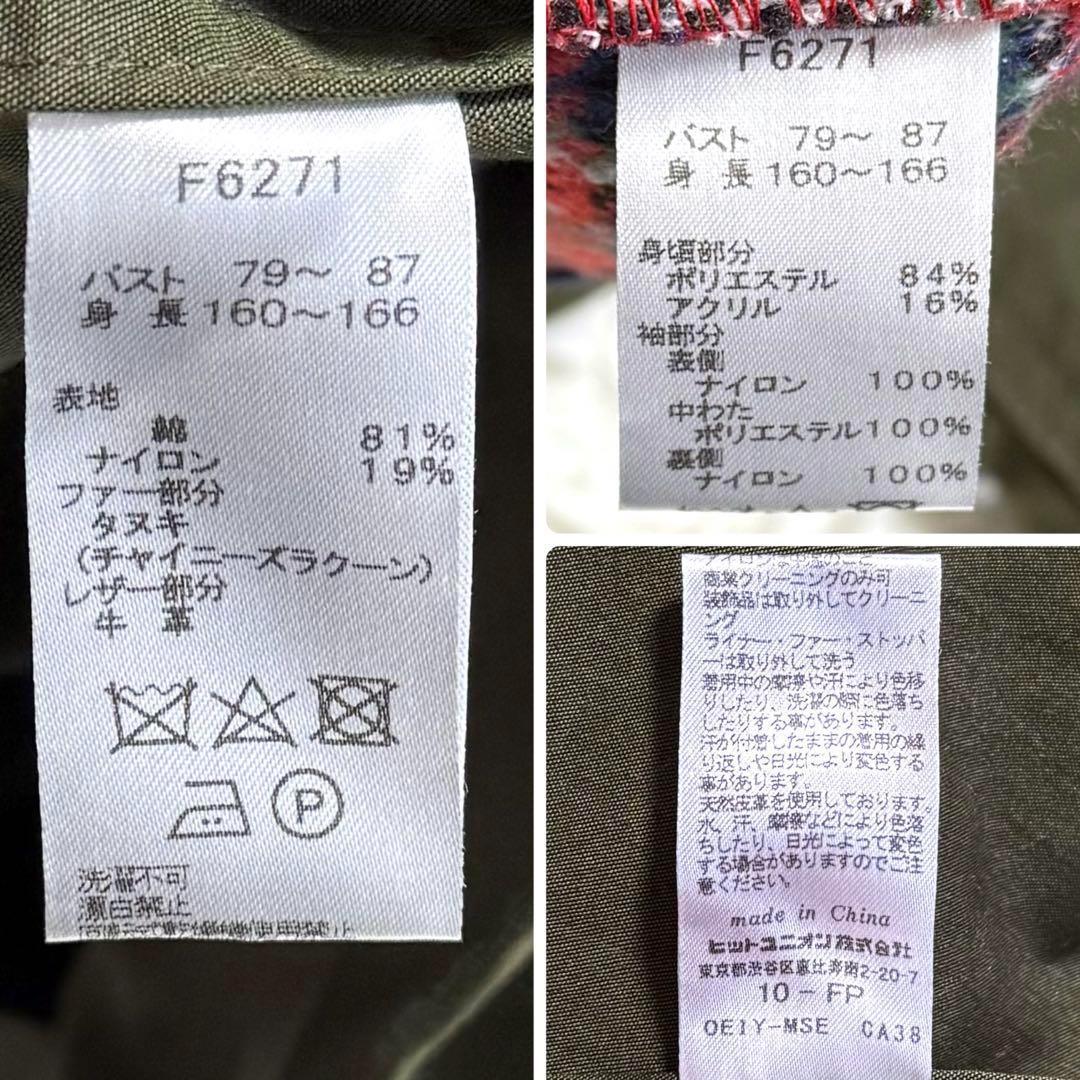 F6271
バスト 79～ 87
身 長 160～166
表地
綿 81%
ナイロン 19%
ファー部分
タヌキ
(チャイニーズラクーン)
レザー部分
牛 革
P
洗濯不可
漂白禁止
F6271
バスト 79～ 87
身 長 160～166
身頃部分
ポリエステル 84%
アクリル 16%
袖部分
表側
ナイロン 100%
中わた
ポリエステル 100%
裏側
ナイロン 100%
商業クリーニングのみ可
装飾品は取り外してクリーニ
ング
ライナー・ファー・ストッパ
ーは取り外して洗う
着用中の摩擦や汗により色移
りしたり、洗濯の際に色落ち
したりする事があります。
汗が付着したままの着用の繰
り返しや日光により変色する
事があります。
天然皮革を使用しております。
水、汗、摩擦などにより色落
ちしたり、日光によって変色
する場合がありますのでご注
意ください。
made in China
ヒットユニオン株式会社
東京都渋谷区恵比寿南2-20-7
10-FP
OE1Y-MSE CA38